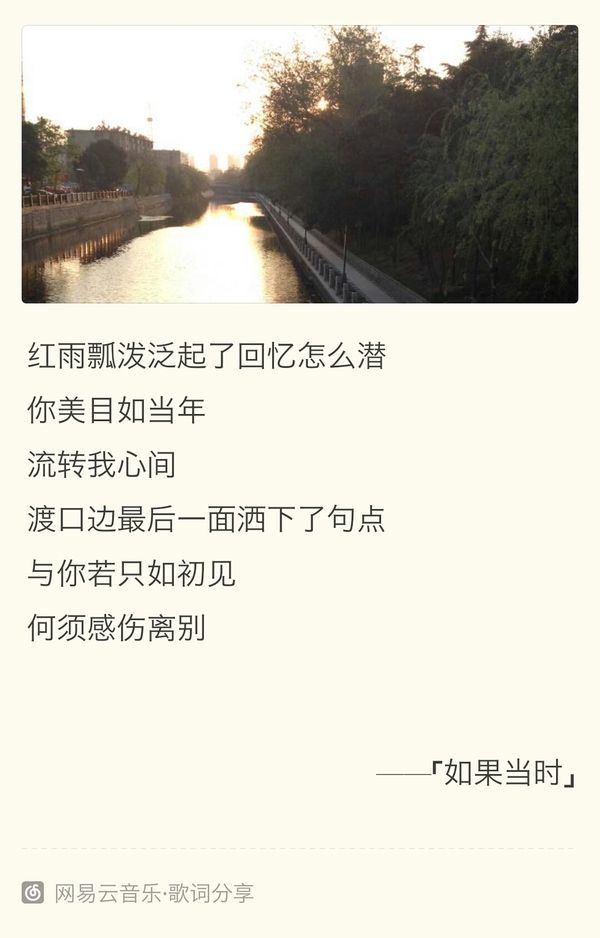 红雨瓢泼泛起了回忆怎么潜
你美目如当年
流转我心间
渡口边最后一面洒下了句点
与你若只如初见
何须感伤离别
——「如果当时」
网易云音乐·歌词分享